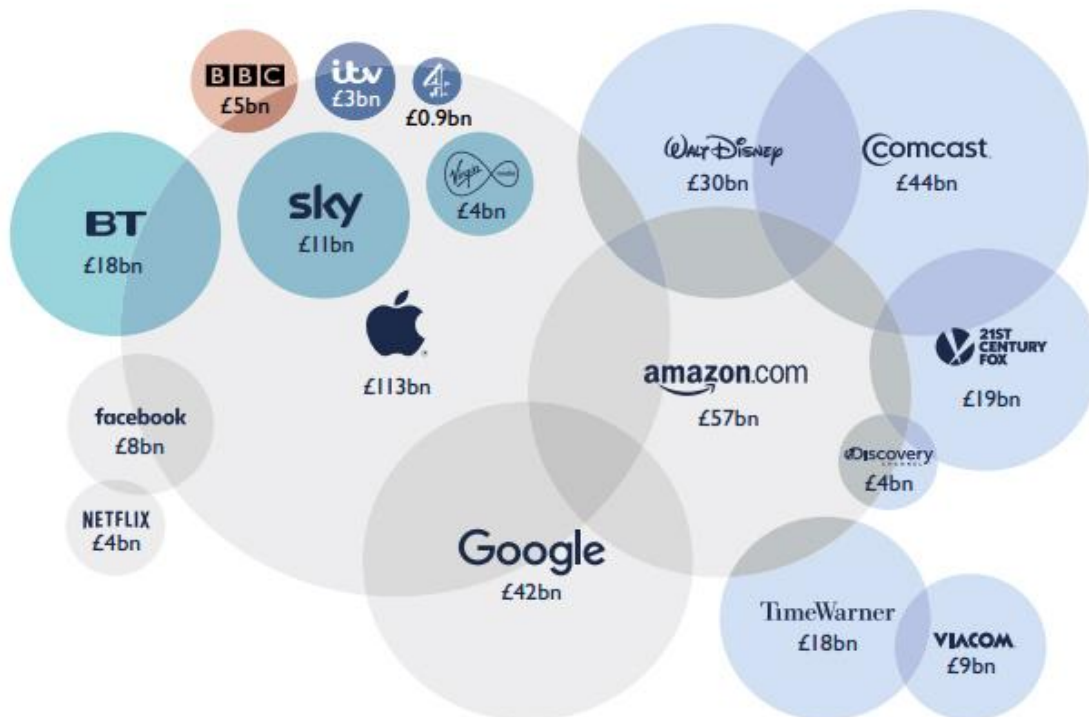 BBC
£5bn
itv
£3bn
4
£0.9bn
BT
£18bn
sky
£11bn
Virgin media
£4bn
WALT DISNEY
£30bn
Comcast.
£44bn
£113bn
facebook
£8bn
NETFLIX
£4bn
amazon.com
£57bn
21ST
CENTURY
FOX
£19bn
Discovery
CHANNEL
£4bn
Google
£42bn
TimeWarner
£18bn
VIACOM
£9bn